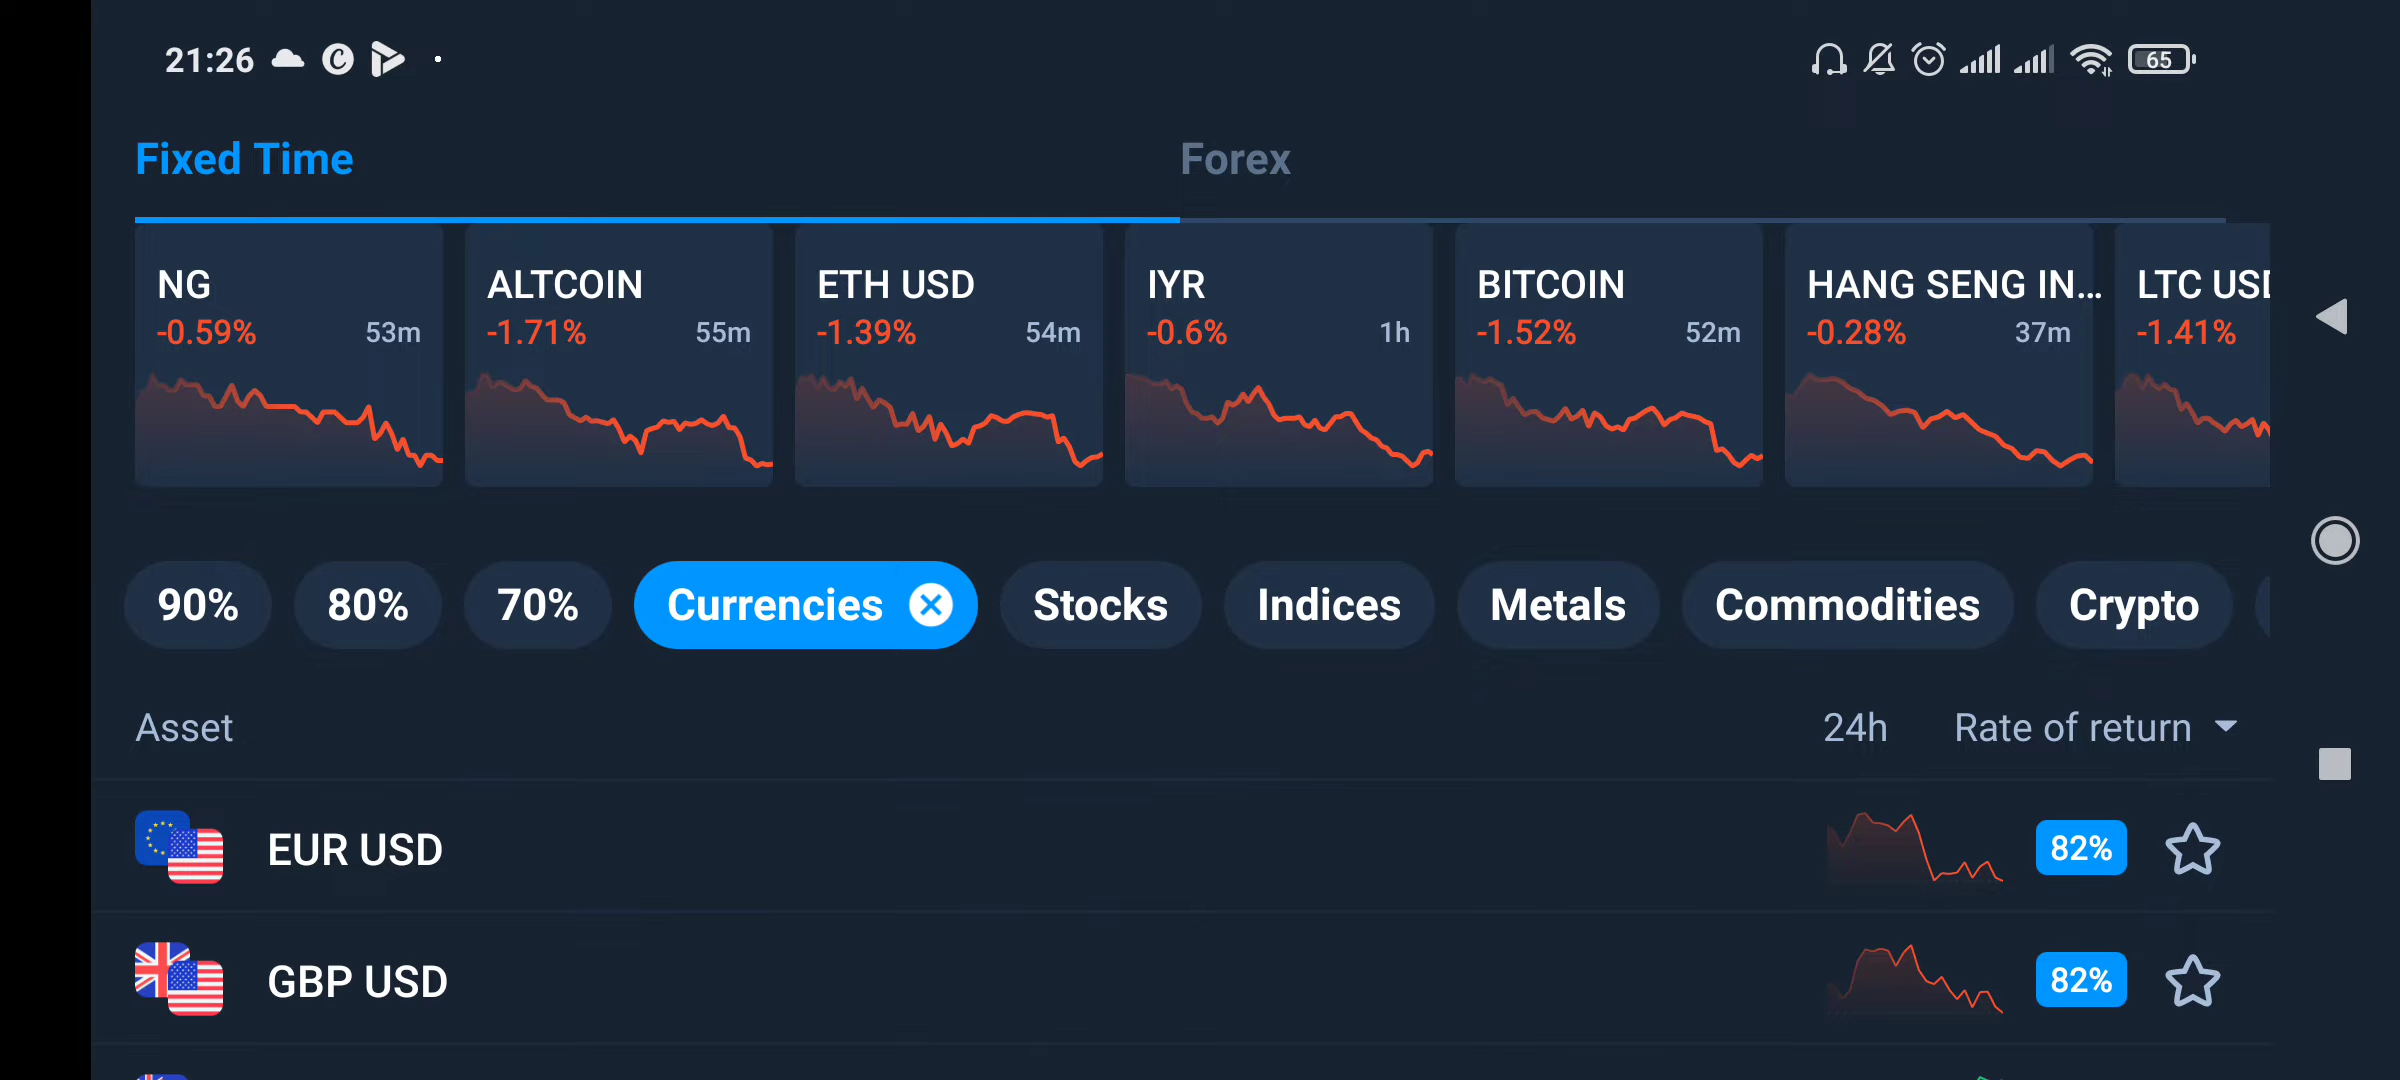 21:26
65
Fixed Time
Forex
NG
-0.59% 53m
ALTCOIN
-1.71% 55m
ETH USD
-1.39% 54m
IYR
-0.6% 1h
BITCOIN
-1.52% 52m
HANG SENG IN...
-0.28% 37m
LTC USD
-1.41%
90% 80% 70% Currencies Stocks Indices Metals Commodities Crypto
Asset 24h Rate of return
EUR USD 82%
GBP USD 82%